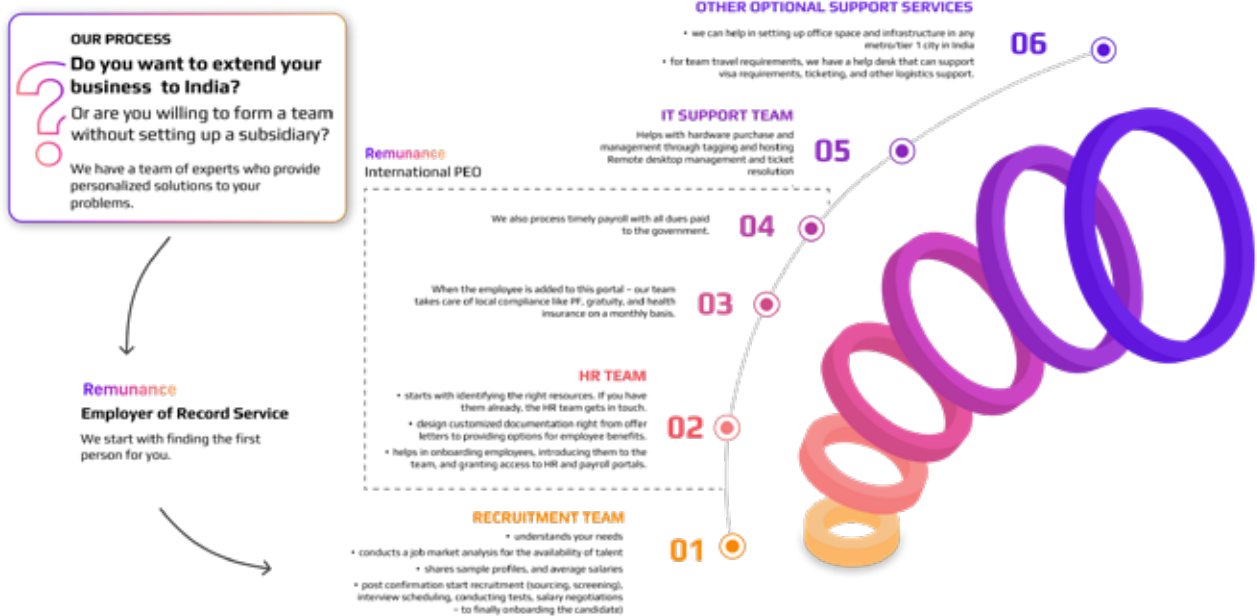 OUR PROCESS
Do you want to extend your
business to India?
Or are you willing to form a team
without setting up a subsidiary?
We have a team of experts who provide
personalized solutions to your
problems.
Remunance
Employer of Record Service
We start with finding the first
person for you.
RECRUITMENT TEAM
• understands your needs
• conducts a job market analysis for the availability of talent
• shares sample profiles, and average salaries
• post confirmation start recruitment (sourcing, screening),
interview scheduling, conducting tests, salary negotiations
– to finally onboarding the candidate)
01
Remunance
International PEO
HR TEAM
• starts with identifying the right resources. If you have
them already, the HR team gets in touch.
• design customized documentation right from offer
letters to providing options for employee benefits.
• helps in onboarding employees, introducing them to the
team, and granting access to HR and payroll portals.
02
When the employee is added to this portal – our team
takes care of local compliance like PF, gratuity, and health
insurance on a monthly basis.
03
We also process timely payroll with all dues paid
to the government.
04
IT SUPPORT TEAM
Helps with hardware purchase and
management through tagging and hosting
Remote desktop management and ticket
resolution
05
OTHER OPTIONAL SUPPORT SERVICES
• we can help in setting up office space and infrastructure in any
metro/tier 1 city in India
• for team travel requirements, we have a help desk that can support
visa requirements, ticketing, and other logistics support.
06